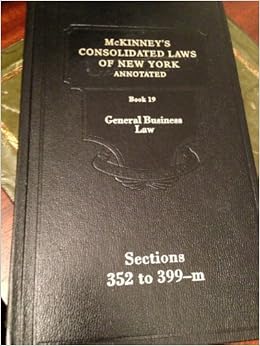 McKINNEY'S
CONSOLIDATED LAWS
OF NEW YORK
ANNOTATED
Book 19
General Business
Law
Sections
352 to 399–m